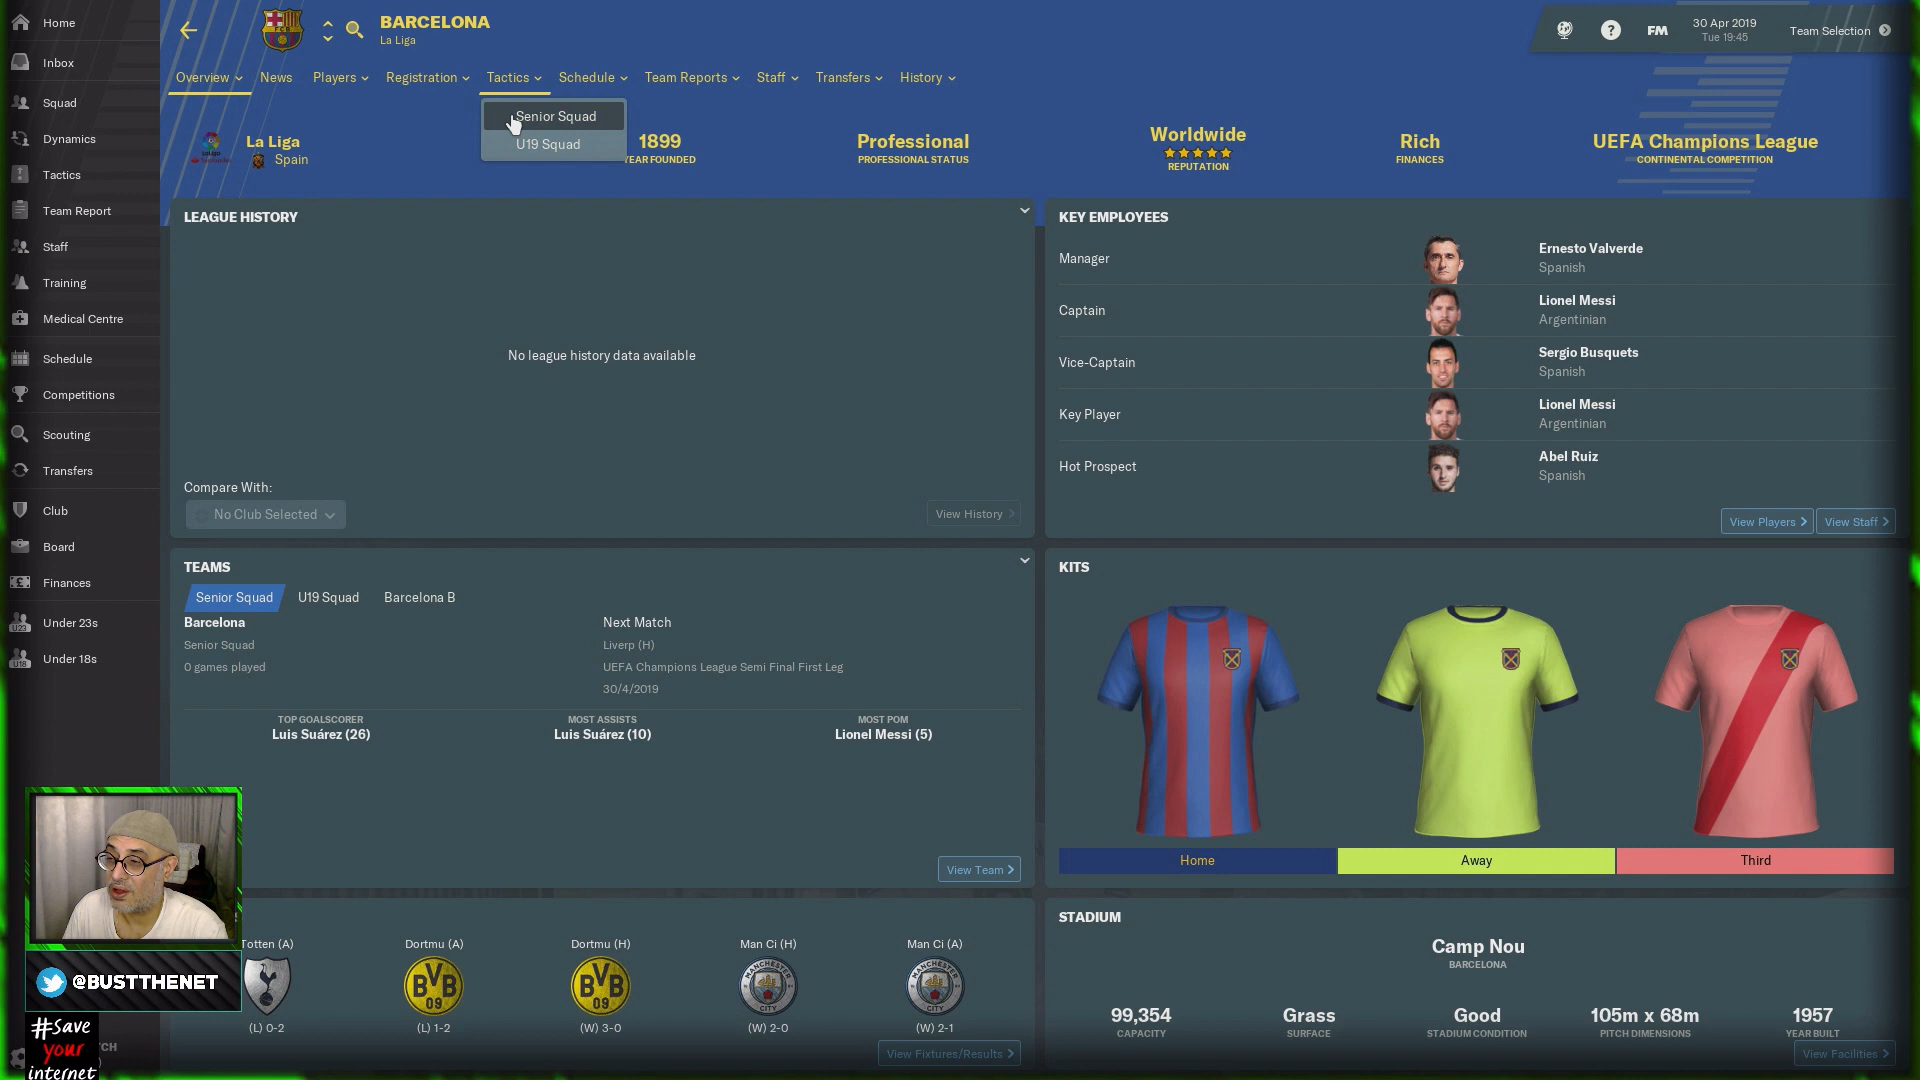 Home
Inbox
Squad
Dynamics
Tactics
Team Report
Staff
Training
Medical Centre
Schedule
Competitions
Scouting
Transfers
Club
Board
Finances
Under 23s
Under 18s
BARCELONA
La Liga
FM
30 Apr 2019
Tue 19:45
Team Selection
Overview
News
Players
Registration
Tactics
Schedule
Team Reports
Staff
Transfers
History
Senior Squad
U19 Squad
La Liga
Spain
1899
YEAR FOUNDED
Professional
PROFESSIONAL STATUS
Worldwide
REPUTATION
Rich
FINANCES
UEFA Champions League
CONTINENTAL COMPETITION
LEAGUE HISTORY
No league history data available
Compare With:
No Club Selected
View History
KEY EMPLOYEES
Manager
Ernesto Valverde
Spanish
Captain
Lionel Messi
Argentinian
Vice-Captain
Sergio Busquets
Spanish
Key Player
Lionel Messi
Argentinian
Hot Prospect
Abel Ruiz
Spanish
View Players
View Staff
TEAMS
Senior Squad
U19 Squad
Barcelona B
Barcelona
Senior Squad
0 games played
Next Match
Liverp (H)
UEFA Champions League Semi Final First Leg
30/4/2019
TOP GOALSCORER
Luis Suárez (26)
MOST ASSISTS
Luis Suárez (10)
MOST POM
Lionel Messi (5)
View Team
KITS
Home
Away
Third
Totten (A)
(L) 0-2
Dortmu (A)
BVB
09
(L) 1-2
Dortmu (H)
BVB
09
(W) 3-0
Man Ci (H)
(W) 2-0
Man Ci (A)
(W) 2-1
View Fixtures/Results
STADIUM
Camp Nou
BARCELONA
99,354
CAPACITY
Grass
SURFACE
Good
STADIUM CONDITION
105m x 68m
PITCH DIMENSIONS
1957
YEAR BUILT
View Facilities
@BUSTTHENET
#Save
your
internet